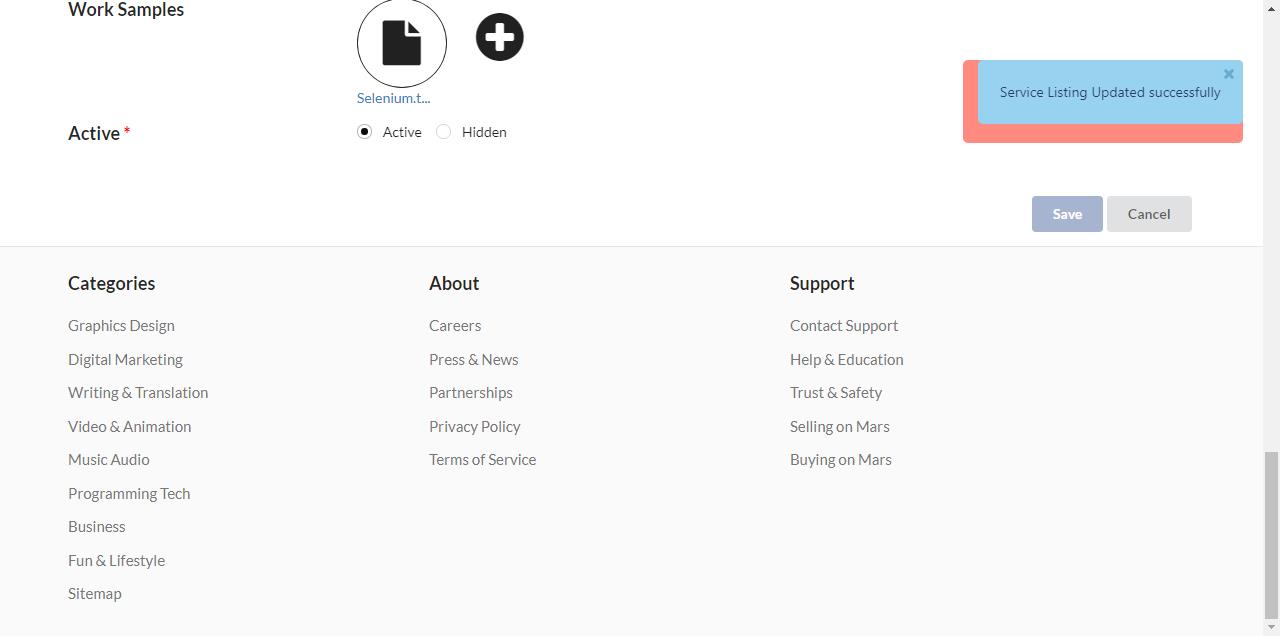 Work Samples
Selenium.t...
Service Listing Updated successfully
Active *
Active
Hidden
Save
Cancel
Categories
Graphics Design
Digital Marketing
Writing & Translation
Video & Animation
Music Audio
Programming Tech
Business
Fun & Lifestyle
Sitemap
About
Careers
Press & News
Partnerships
Privacy Policy
Terms of Service
Support
Contact Support
Help & Education
Trust & Safety
Selling on Mars
Buying on Mars